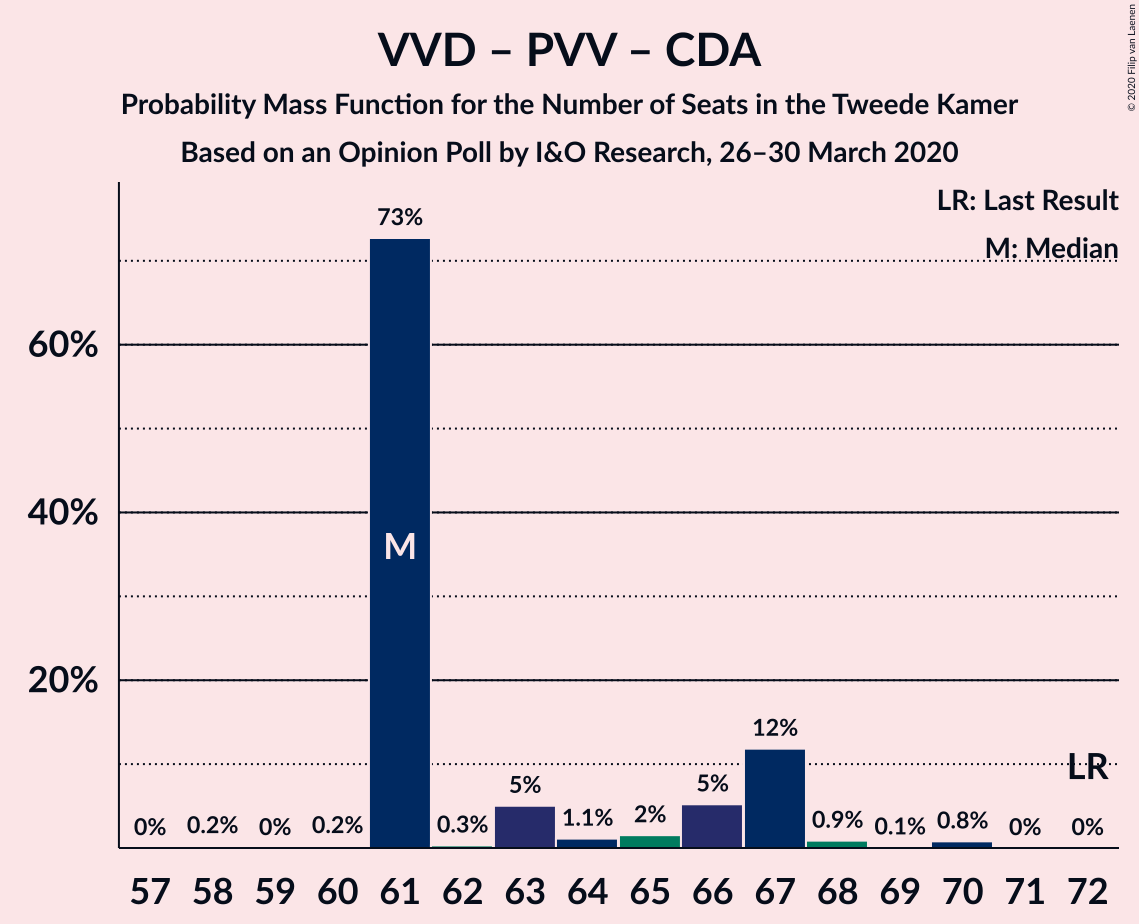 VVD – PVV – CDA
Probability Mass Function for the Number of Seats in the Tweede Kamer
Based on an Opinion Poll by I&O Research, 26–30 March 2020
© 2020 Filip van Laenen
LR: Last Result
M: Median
60%
40%
20%
0%
0.2%
0%
0.2%
73%
0.3%
5%
1.1%
2%
5%
12%
0.9%
0.1%
0.8%
0%
0%
M
LR
57 58 59 60 61 62 63 64 65 66 67 68 69 70 71 72